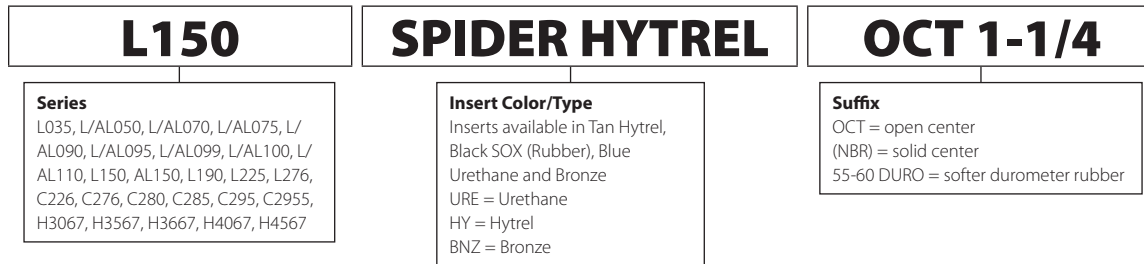 L150
SPIDER HYTREL
OCT 1-1/4
Series
L035, L/AL050, L/AL070, L/AL075, L/
AL090, L/AL095, L/AL099, L/AL100, L/
AL110, L150, AL150, L190, L225, L276,
C226, C276, C280, C285, C295, C2955,
H3067, H3567, H3667, H4067, H4567
Insert Color/Type
Inserts available in Tan Hytrel,
Black SOX (Rubber), Blue
Urethane and Bronze
URE = Urethane
HY = Hytrel
BNZ = Bronze
Suffix
OCT = open center
(NBR) = solid center
55-60 DURO = softer durometer rubber